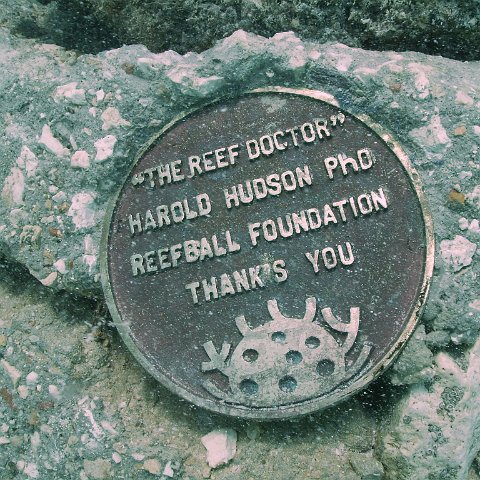 "THE REEF DOCTOR"
HAROLD HUDSON PhD
REEFBALL FOUNDATION
THANK'S YOU